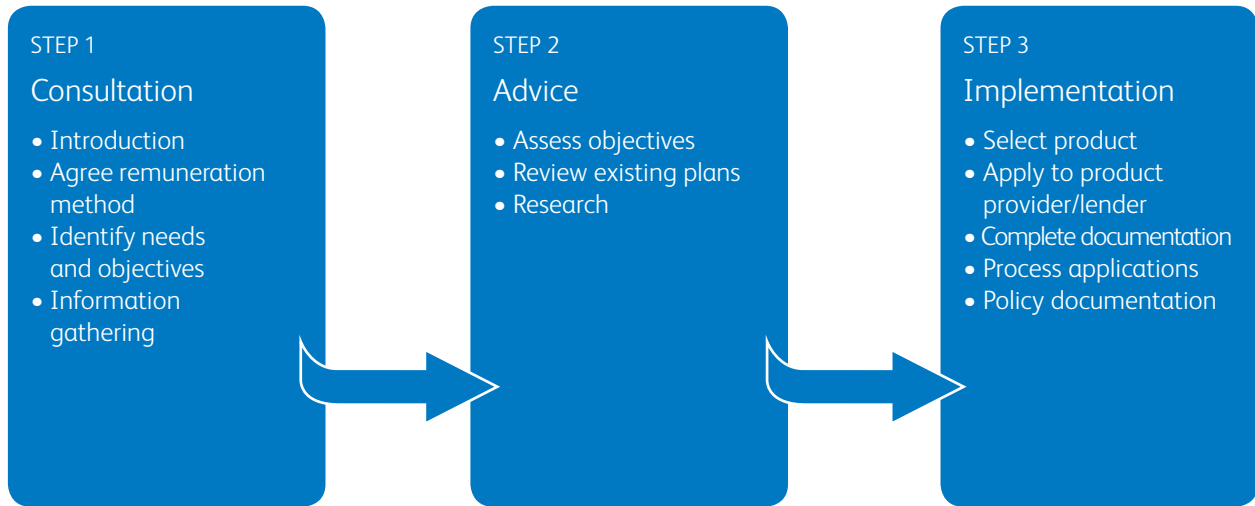 STEP 1
Consultation
• Introduction
• Agree remuneration
method
• Identify needs
and objectives
• Information
gathering
STEP 2
Advice
• Assess objectives
• Review existing plans
• Research
STEP 3
Implementation
• Select product
• Apply to product
provider/lender
• Complete documentation
• Process applications
• Policy documentation